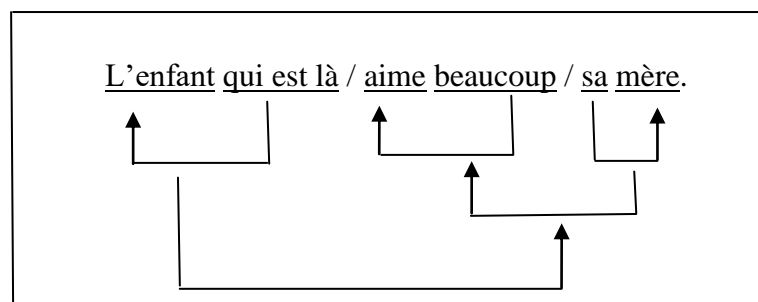 L’enfant qui est là / aime beaucoup / sa mère.